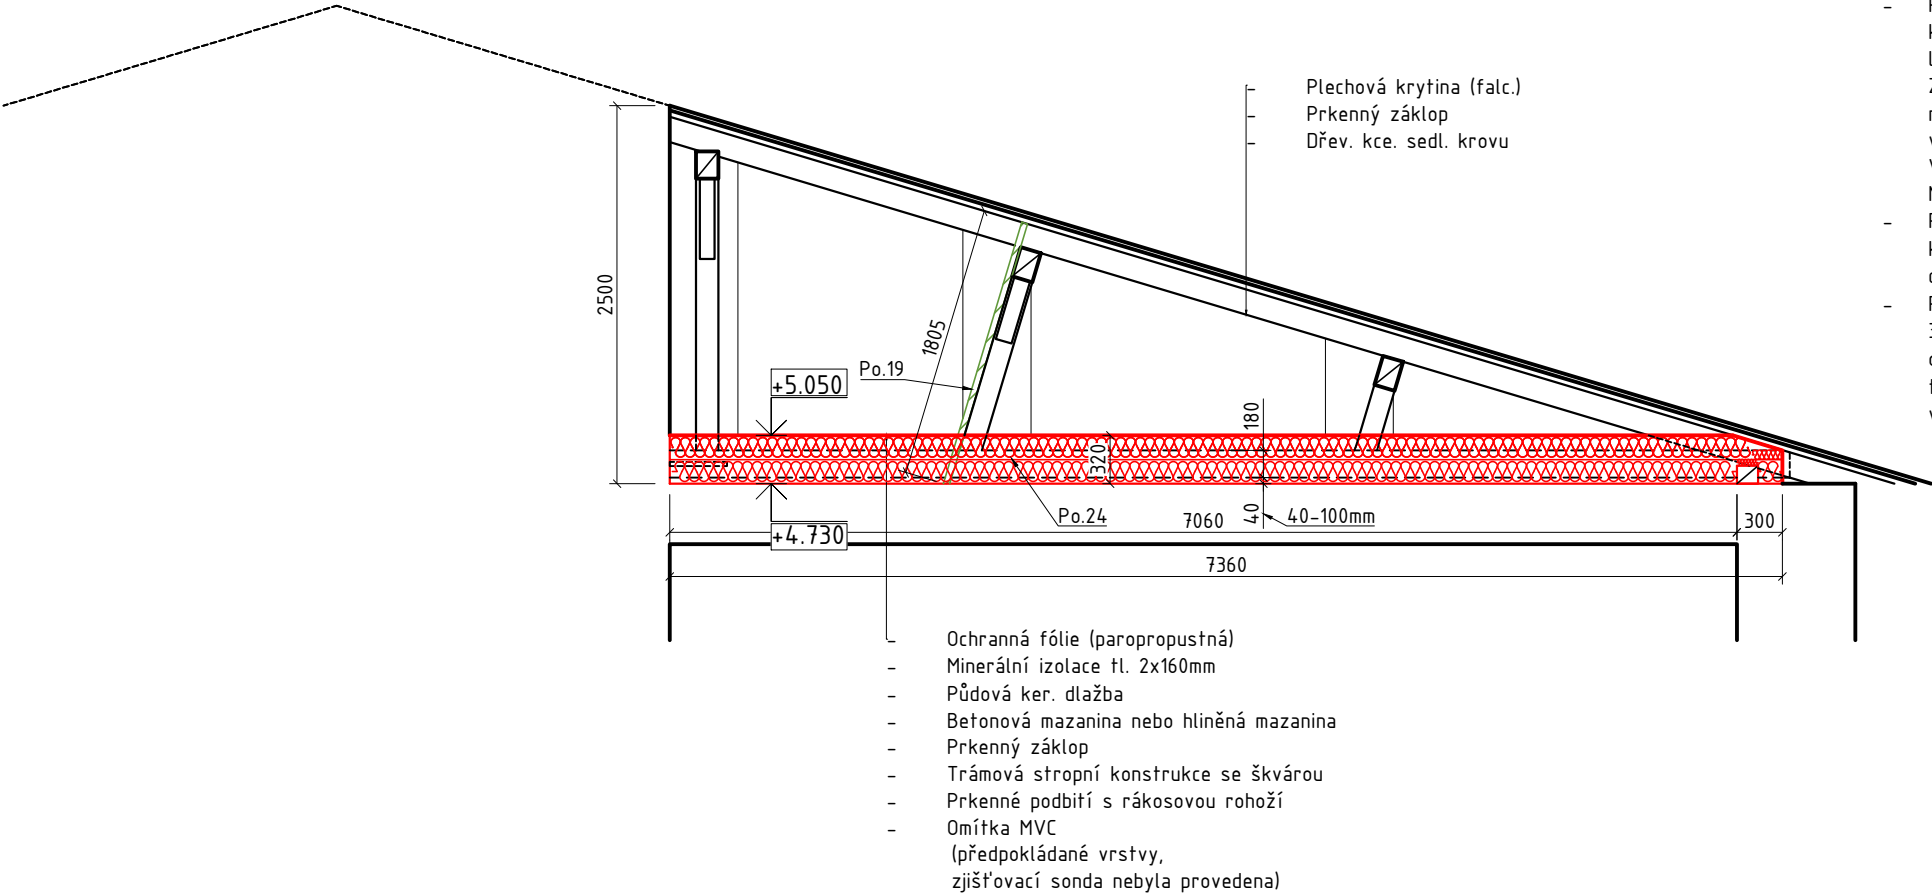 - Plechová krytina (falc.)
- Prkenný záklop
- Dřev. kce. sedl. krovu
2500
1805
Po.19
+5.050
180
320
Po.24
7060
40
40-100mm
300
+4.730
7360
- Ochranná fólie (paropropustná)
- Minerální izolace tl. 2x160mm
- Půdová ker. dlažba
- Betonová mazanina nebo hliněná mazanina
- Prkenný záklop
- Trámová stropní konstrukce se škvárou
- Prkenné podbití s rákosovou rohoží
- Omítka MVC
(předpokládané vrstvy,
zjišťovací sonda nebyla provedena)